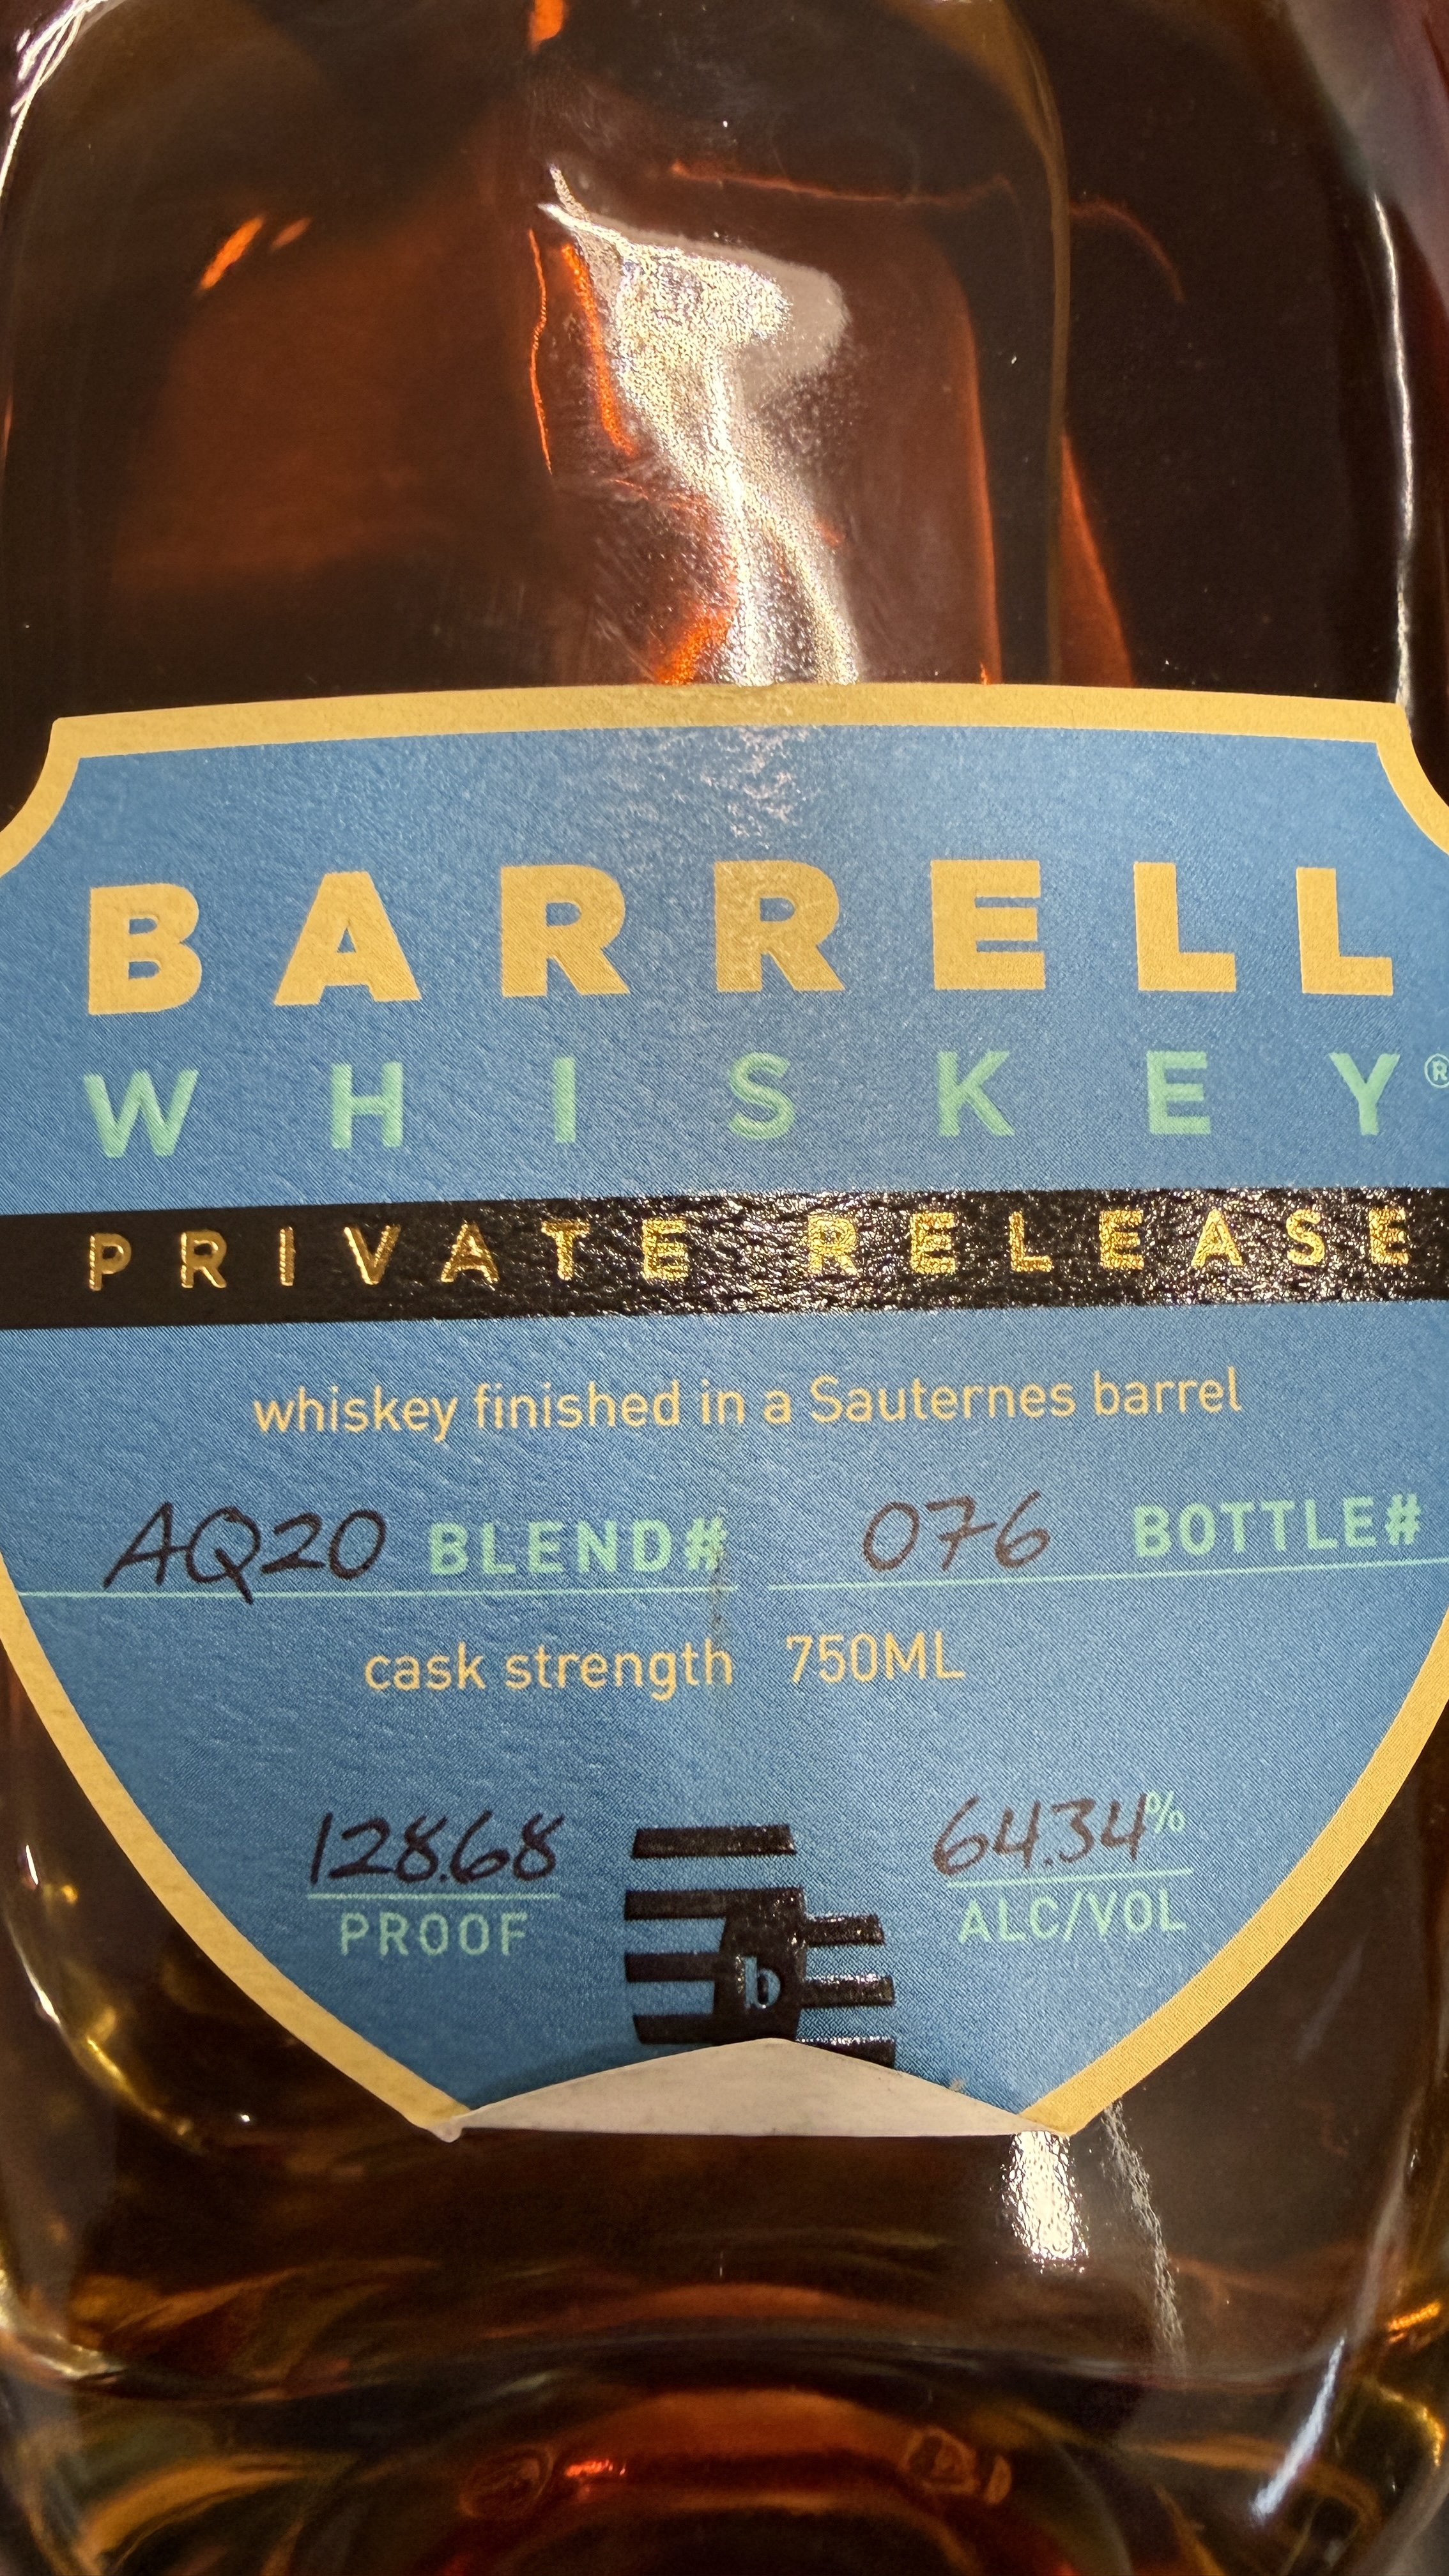 BARRELL
WHISKEY®
PRIVATE RELEASE
whiskey finished in a Sauternes barrel
AQ20 BLEND# 076 BOTTLE#
cask strength 750ML
128.68 64.34%
PROOF ALC/VOL
b